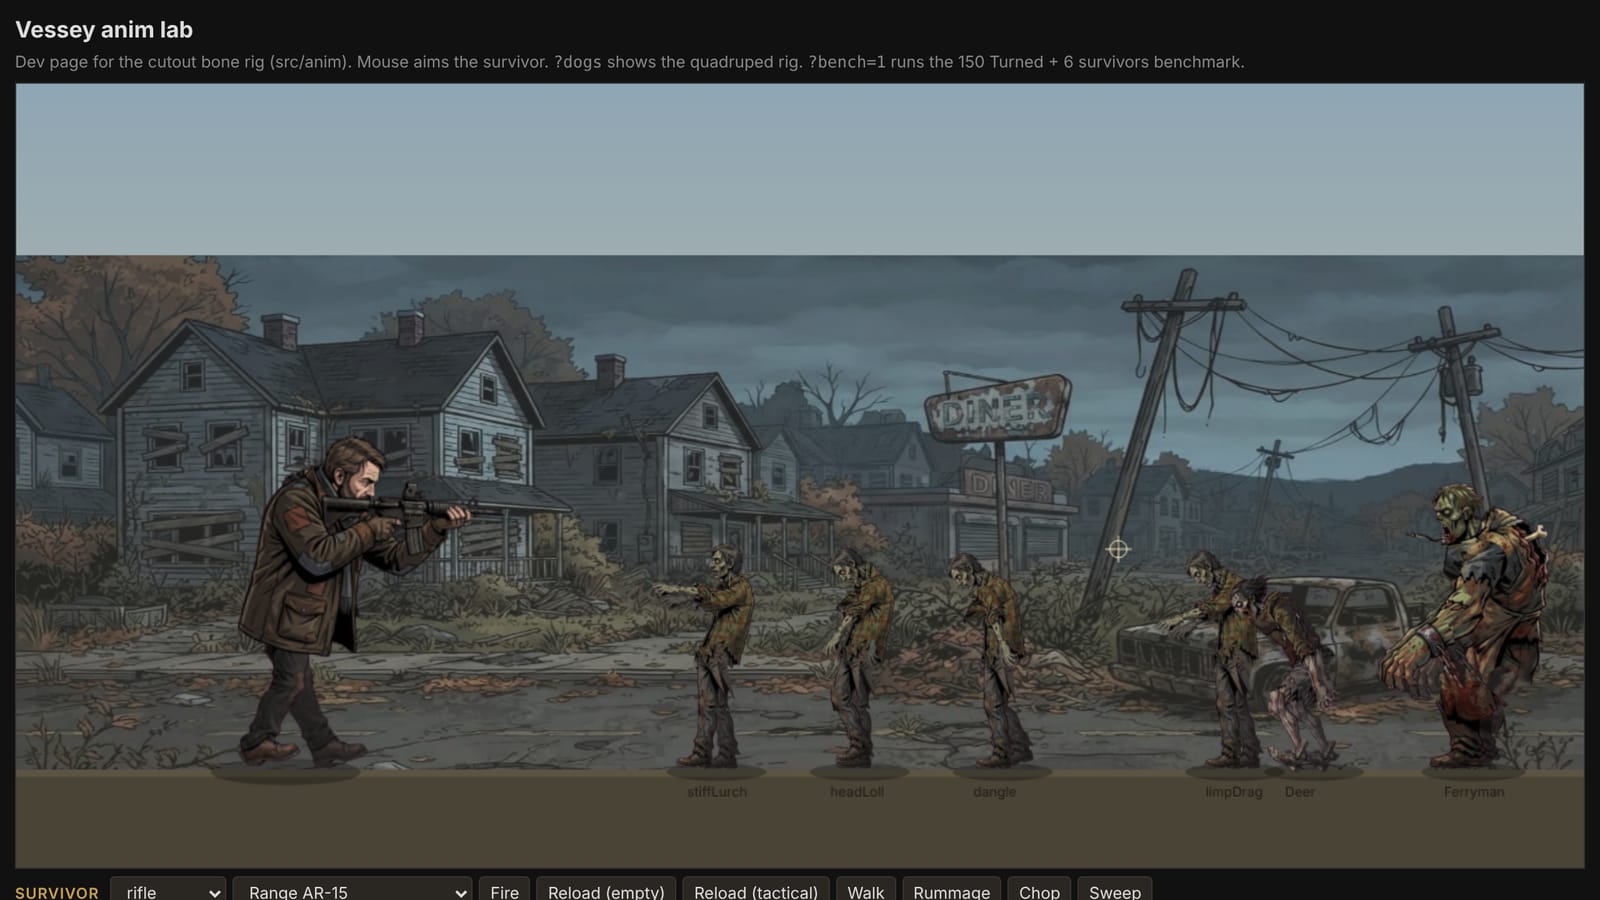 Vessey anim lab
Dev page for the cutout bone rig (src/anim). Mouse aims the survivor. ?dogs shows the quadruped rig. ?bench=1 runs the 150 Turned + 6 survivors benchmark.
DINER
DINER
stiffLurch headLoll dangle limpDrag Deer Ferryman
SURVIVOR rifle Range AR-15 Fire Reload (empty) Reload (tactical) Walk Rummage Chop Sweep